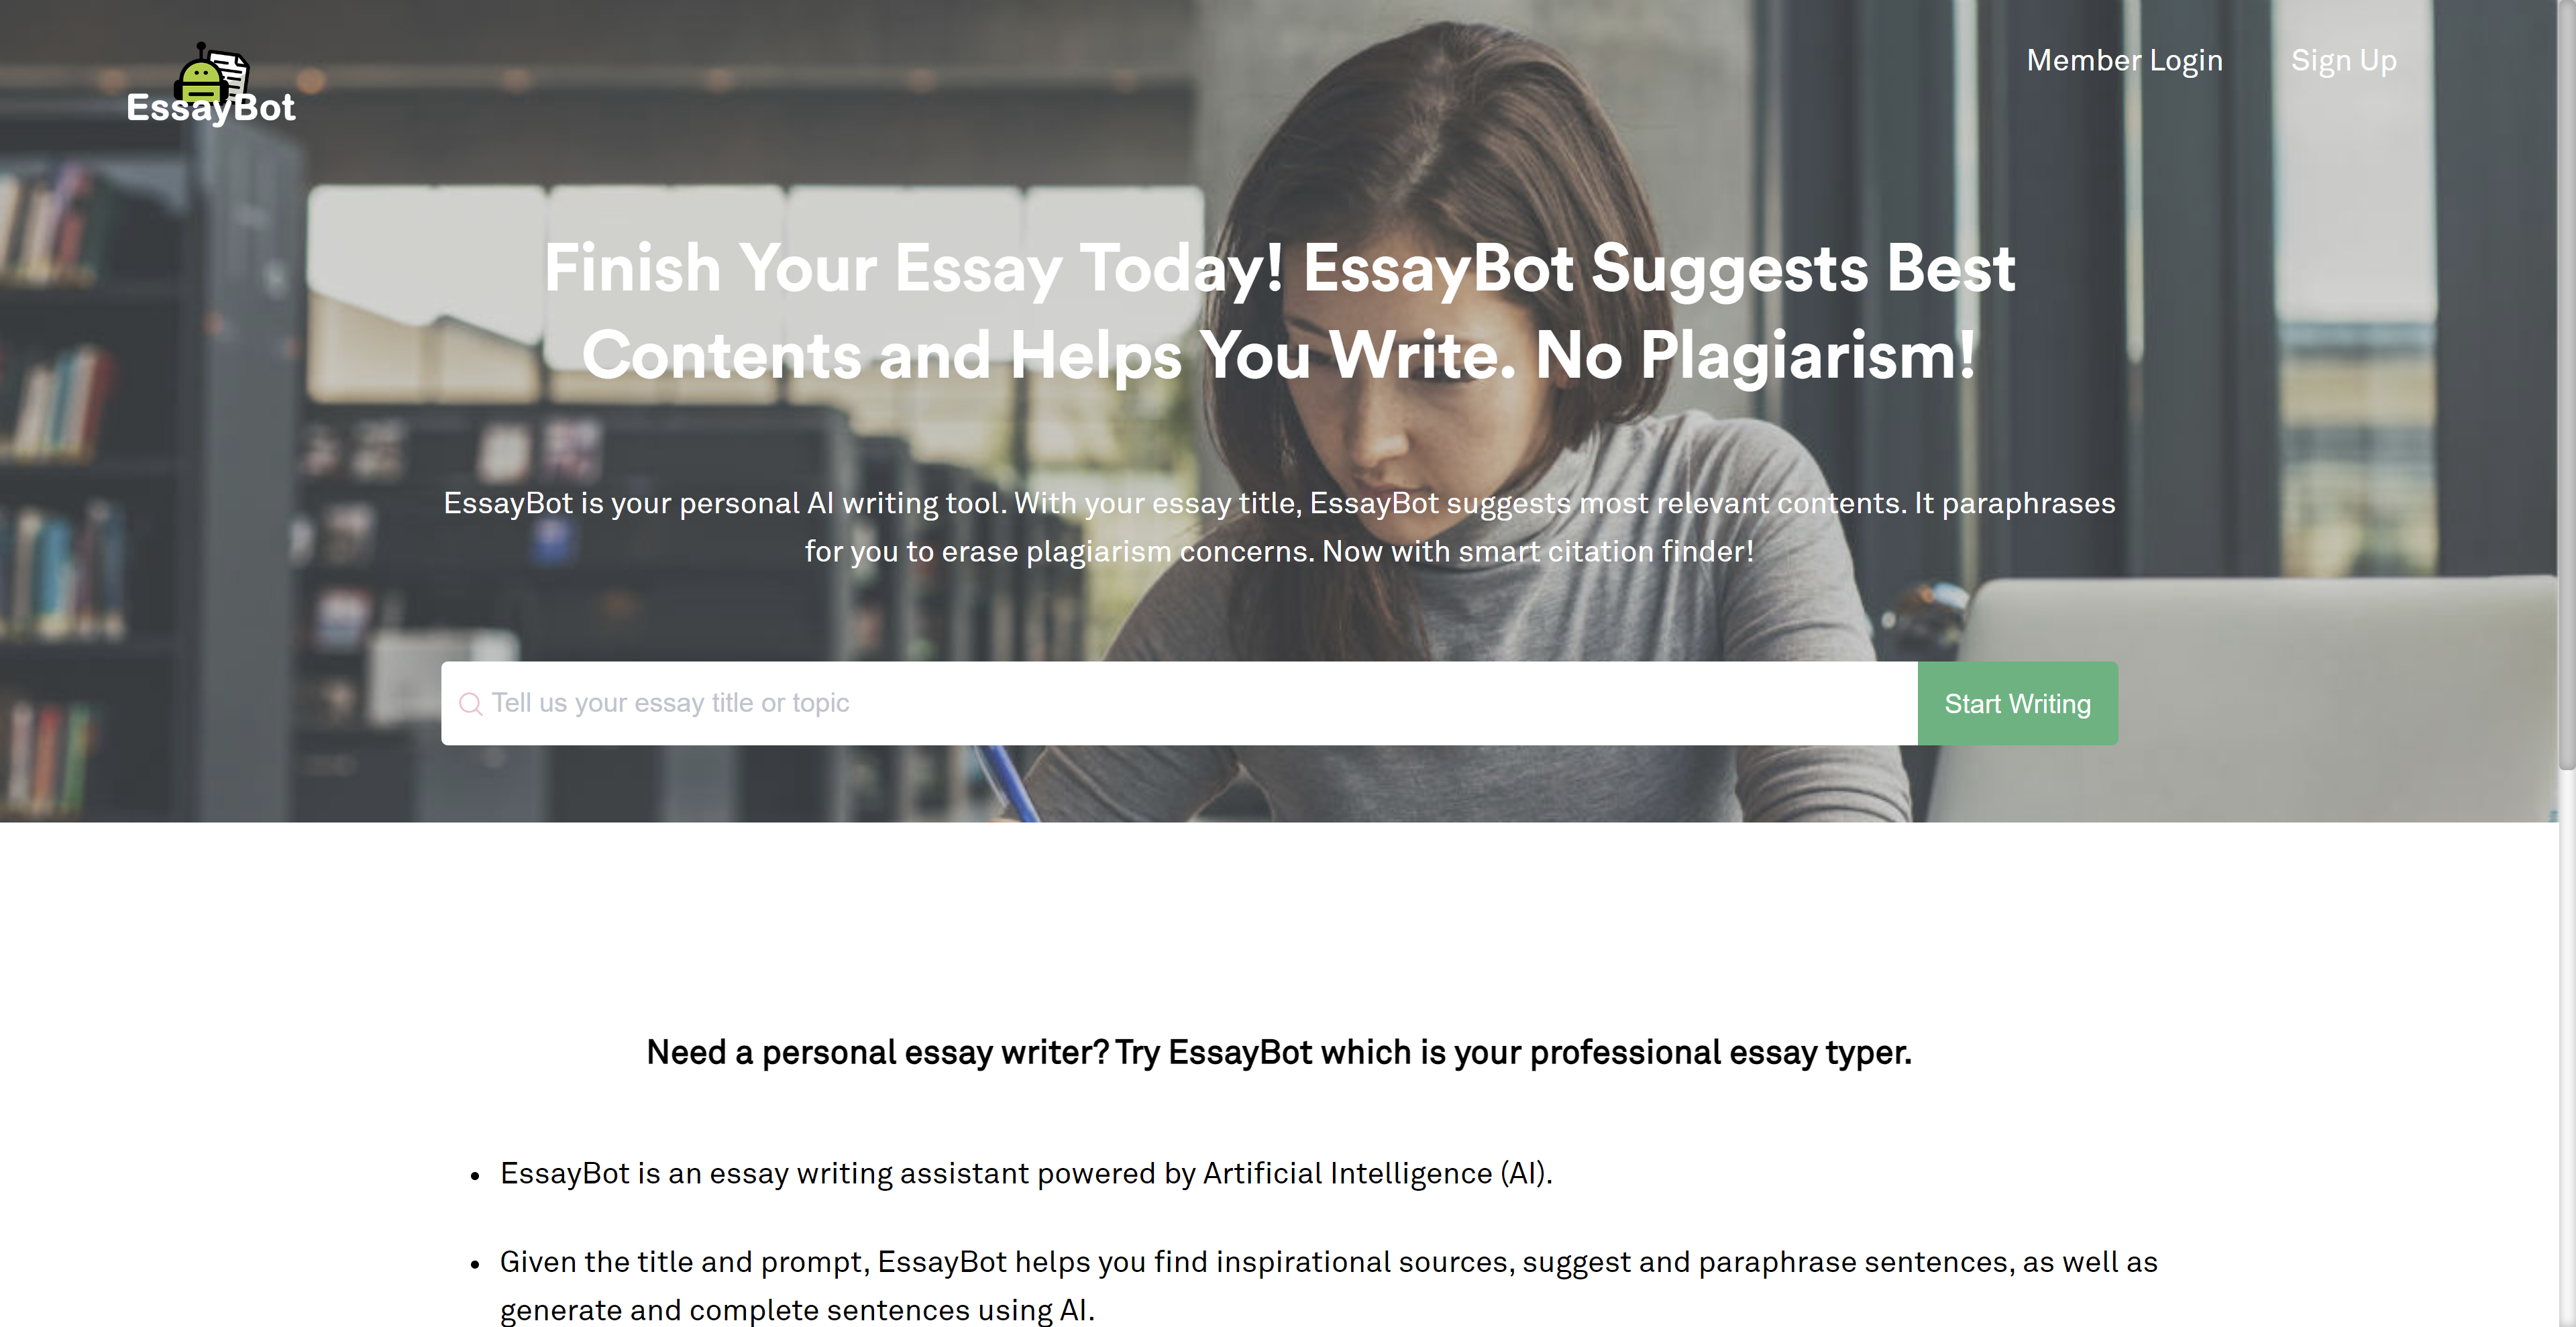 EssayBot
Member Login
Sign Up
Finish Your Essay Today! EssayBot Suggests Best
Contents and Helps You Write. No Plagiarism!
EssayBot is your personal AI writing tool. With your essay title, EssayBot suggests most relevant contents. It paraphrases
for you to erase plagiarism concerns. Now with smart citation finder!
Tell us your essay title or topic
Start Writing
Need a personal essay writer? Try EssayBot which is your professional essay typer.
• EssayBot is an essay writing assistant powered by Artificial Intelligence (AI).
• Given the title and prompt, EssayBot helps you find inspirational sources, suggest and paraphrase sentences, as well as
generate and complete sentences using AI.